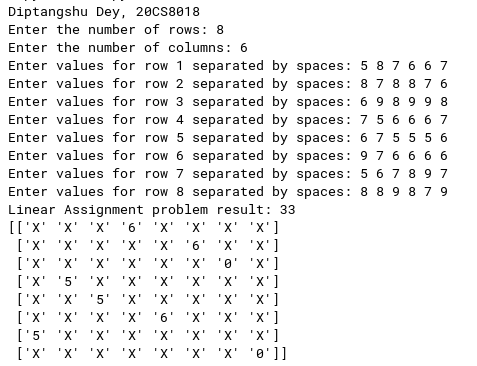 Diptangshu Dey, 20CS8018
Enter the number of rows: 8
Enter the number of columns: 6
Enter values for row 1 separated by spaces: 5 8 7 6 6 7
Enter values for row 2 separated by spaces: 8 7 8 8 7 6
Enter values for row 3 separated by spaces: 6 9 8 9 9 8
Enter values for row 4 separated by spaces: 7 5 6 6 6 7
Enter values for row 5 separated by spaces: 6 7 5 5 5 6
Enter values for row 6 separated by spaces: 9 7 6 6 6 6
Enter values for row 7 separated by spaces: 5 6 7 8 9 7
Enter values for row 8 separated by spaces: 8 8 9 8 7 9
Linear Assignment problem result: 33
[['X' 'X' 'X' '6' 'X' 'X' 'X' 'X']
 ['X' 'X' 'X' 'X' 'X' '6' 'X' 'X']
 ['X' 'X' 'X' 'X' 'X' 'X' '0' 'X']
 ['X' '5' 'X' 'X' 'X' 'X' 'X' 'X']
 ['X' 'X' '5' 'X' 'X' 'X' 'X' 'X']
 ['X' 'X' 'X' 'X' '6' 'X' 'X' 'X']
 ['5' 'X' 'X' 'X' 'X' 'X' 'X' 'X']
 ['X' 'X' 'X' 'X' 'X' 'X' 'X' '0']]